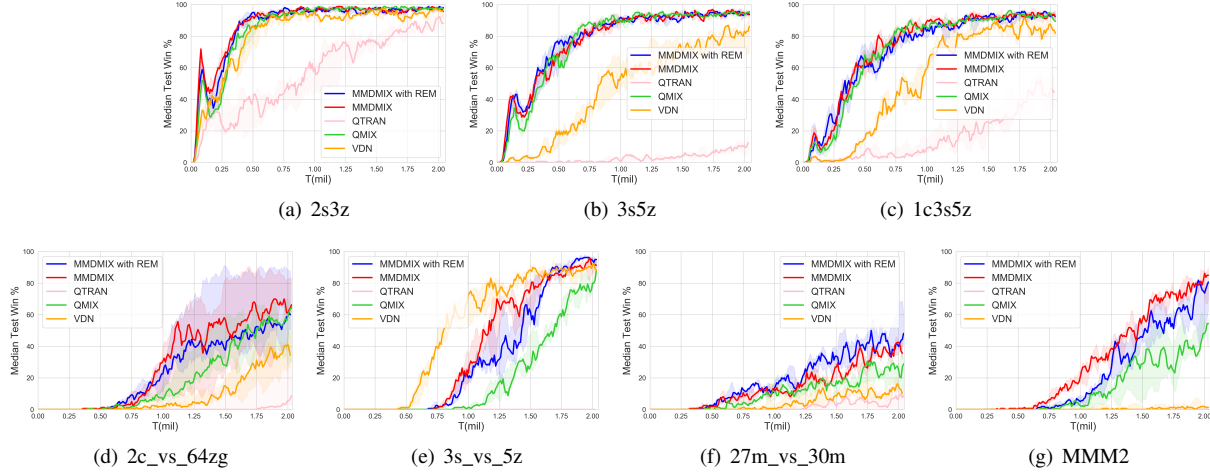 Median Test Win %
100
80
60
40
20
0
MMDMIX with REM
MMDMIX
QTRAN
QMIX
VDN
0.00 0.25 0.50 0.75 1.00 1.25 1.50 1.75 2.00
T(mil)
(a) 2s3z
Median Test Win %
100
80
60
40
20
0
MMDMIX with REM
MMDMIX
QTRAN
QMIX
VDN
0.00 0.25 0.50 0.75 1.00 1.25 1.50 1.75 2.00
T(mil)
(b) 3s5z
Median Test Win %
100
80
60
40
20
0
MMDMIX with REM
MMDMIX
QTRAN
QMIX
VDN
0.00 0.25 0.50 0.75 1.00 1.25 1.50 1.75 2.00
T(mil)
(c) 1c3s5z
Median Test Win %
100
80
60
40
20
0
MMDMIX with REM
MMDMIX
QTRAN
QMIX
VDN
0.00 0.25 0.50 0.75 1.00 1.25 1.50 1.75 2.00
T(mil)
(d) 2c_vs_64zg
Median Test Win %
100
80
60
40
20
0
MMDMIX with REM
MMDMIX
QTRAN
QMIX
VDN
0.00 0.25 0.50 0.75 1.00 1.25 1.50 1.75 2.00
T(mil)
(e) 3s_vs_5z
Median Test Win %
100
80
60
40
20
0
MMDMIX with REM
MMDMIX
QTRAN
QMIX
VDN
0.00 0.25 0.50 0.75 1.00 1.25 1.50 1.75 2.00
T(mil)
(f) 27m_vs_30m
Median Test Win %
100
80
60
40
20
0
MMDMIX with REM
MMDMIX
QTRAN
QMIX
VDN
0.00 0.25 0.50 0.75 1.00 1.25 1.50 1.75 2.00
T(mil)
(g) MMM2